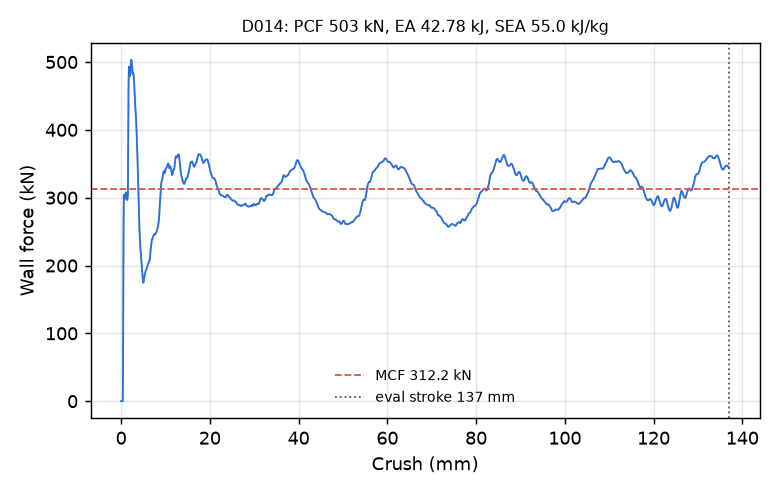 D014: PCF 503 kN, EA 42.78 kJ, SEA 55.0 kJ/kg
Wall force (kN)
500
400
300
200
100
0
MCF 312.2 kN
eval stroke 137 mm
0 20 40 60 80 100 120 140
Crush (mm)